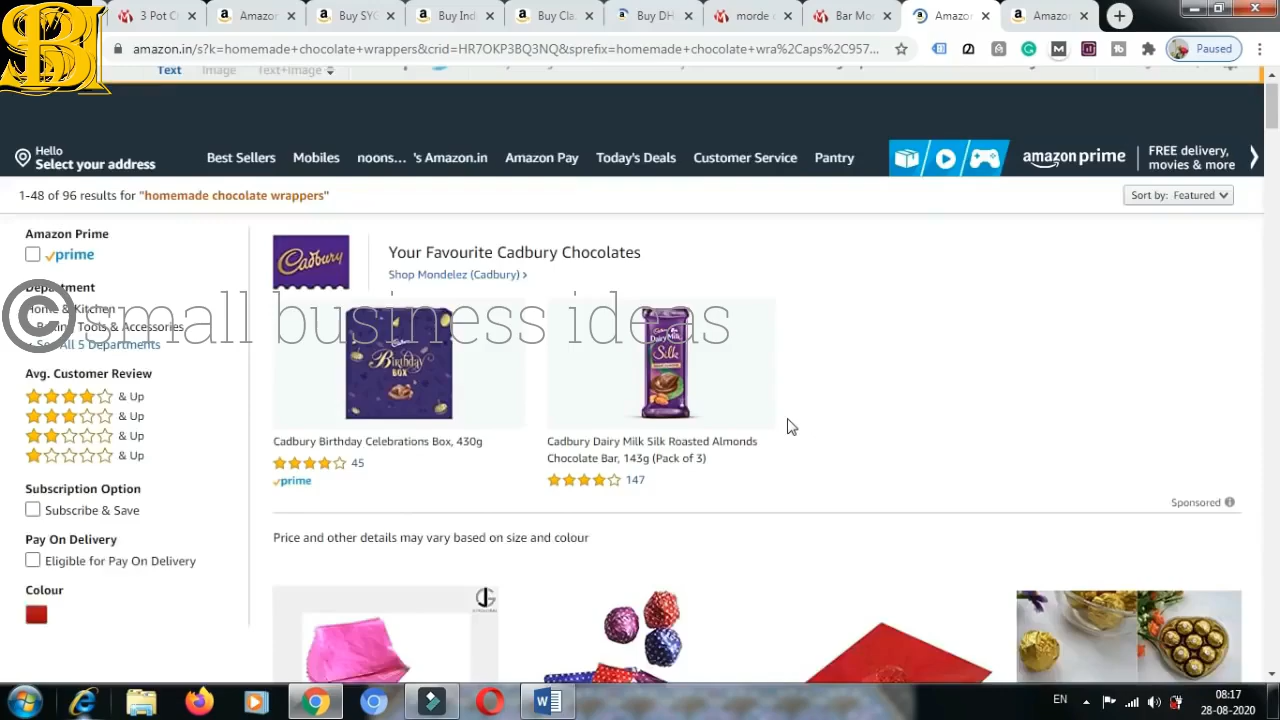 3 Pot Cl
Amazon
Buy SYC
Buy Ind
Buy Cla
Buy DH
morde c
Bar Mo
Amazon
Amazon
amazon.in/s?k=homemade+chocolate+wrappers&crid=HR7OKP3BQ3NQ&sprefix=homemade+chocolate+wra%2Caps%2C957...
Paused
SBI
Text
Image
Text+Image
Hello
Select your address
Best Sellers
Mobiles
noons... 's Amazon.in
Amazon Pay
Today's Deals
Customer Service
Pantry
amazon prime
FREE delivery,
movies & more
1-48 of 96 results for "homemade chocolate wrappers"
Sort by: Featured
Amazon Prime
prime
Department
Home & Kitchen
Baking Tools & Accessories
See All 5 Departments
Avg. Customer Review
& Up
& Up
& Up
& Up
Subscription Option
Subscribe & Save
Pay On Delivery
Eligible for Pay On Delivery
Colour
©small business ideas
Cadbury
Your Favourite Cadbury Chocolates
Shop Mondelez (Cadbury) ›
Cadbury
Birthday
BOX
Cadbury
Dairy Milk
Silk
Cadbury Birthday Celebrations Box, 430g
45
prime
Cadbury Dairy Milk Silk Roasted Almonds
Chocolate Bar, 143g (Pack of 3)
147
Sponsored
Price and other details may vary based on size and colour
EN
08:17
28-08-2020